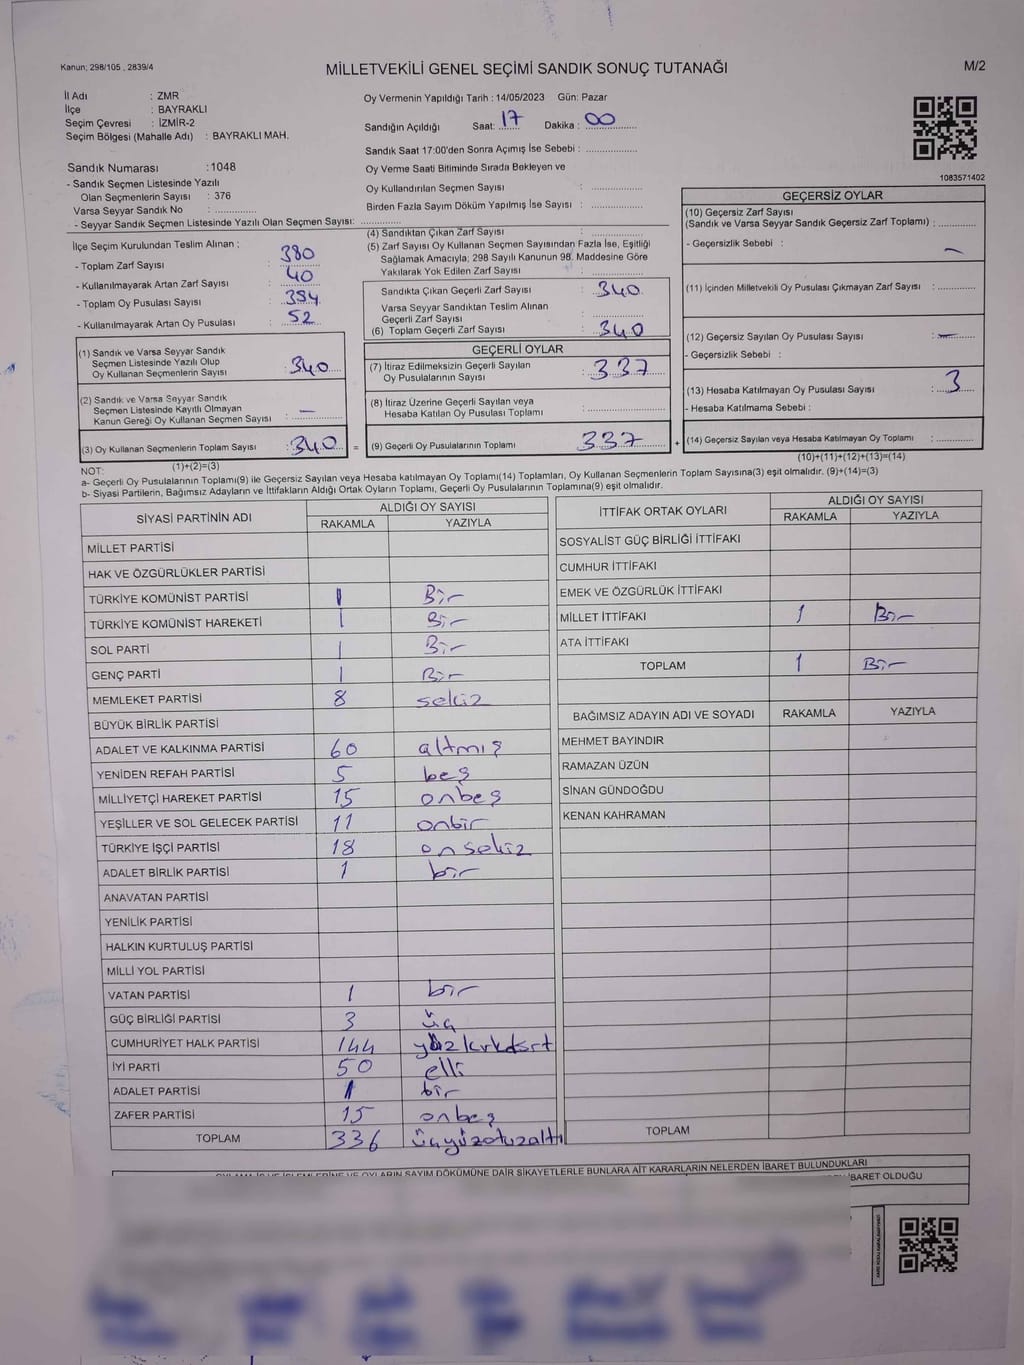 Kanun; 298/105 , 2839/4
MİLLETVEKİLİ GENEL SEÇİMİ SANDIK SONUÇ TUTANAĞI
M/2
İl Adı : ZMR
İlçe : BAYRAKLI
Seçim Çevresi : İZMİR-2
Seçim Bölgesi (Mahalle Adı) : BAYRAKLI MAH.
Oy Vermenin Yapıldığı Tarih : 14/05/2023 Gün: Pazar
Sandığın Açıldığı Saat: 17 Dakika : 00
Sandık Saat 17:00'den Sonra Açımış İse Sebebi :
Oy Verme Saati Bitiminde Sırada Bekleyen ve
Oy Kullandırılan Seçmen Sayısı :
Birden Fazla Sayım Döküm Yapılmış İse Sayısı :
1083571402
Sandık Numarası :1048
- Sandık Seçmen Listesinde Yazılı
Olan Seçmenlerin Sayısı : 376
Varsa Seyyar Sandık No :
- Seyyar Sandık Seçmen Listesinde Yazılı Olan Seçmen Sayısı:
İlçe Seçim Kurulundan Teslim Alınan ;
- Toplam Zarf Sayısı : 380
- Kullanılmayarak Artan Zarf Sayısı : 40
- Toplam Oy Pusulası Sayısı : 394
- Kullanılmayarak Artan Oy Pusulası : 52
(1) Sandık ve Varsa Seyyar Sandık
Seçmen Listesinde Yazılı Olup
Oy Kullanan Seçmenlerin Sayısı : 340
(2) Sandık ve Varsa Seyyar Sandık
Seçmen Listesinde Kayıtlı Olmayan
Kanun Gereği Oy Kullanan Seçmen Sayısı : —
(3) Oy Kullanan Seçmenlerin Toplam Sayısı : 340 =
(1)+(2)=(3)
(4) Sandıktan Çıkan Zarf Sayısı :
(5) Zarf Sayısı Oy Kullanan Seçmen Sayısından Fazla İse, Eşitliği
Sağlamak Amacıyla; 298 Sayılı Kanunun 98. Maddesine Göre
Yakılarak Yok Edilen Zarf Sayısı :
Sandıkta Çıkan Geçerli Zarf Sayısı : 340
Varsa Seyyar Sandıktan Teslim Alınan
Geçerli Zarf Sayısı :
(6) Toplam Geçerli Zarf Sayısı : 340
GEÇERLİ OYLAR
(7) İtiraz Edilmeksizin Geçerli Sayılan
Oy Pusulalarının Sayısı : 337
(8) İtiraz Üzerine Geçerli Sayılan veya
Hesaba Katılan Oy Pusulası Toplamı :
(9) Geçerli Oy Pusulalarının Toplamı : 337 +
GEÇERSİZ OYLAR
(10) Geçersiz Zarf Sayısı
(Sandık ve Varsa Seyyar Sandık Geçersiz Zarf Toplamı) :
- Geçersizlik Sebebi : —
(11) İçinden Milletvekili Oy Pusulası Çıkmayan Zarf Sayısı :
(12) Geçersiz Sayılan Oy Pusulası Sayısı : —
- Geçersizlik Sebebi :
(13) Hesaba Katılmayan Oy Pusulası Sayısı : 3
- Hesaba Katılmama Sebebi :
(14) Geçersiz Sayılan veya Hesaba Katılmayan Oy Toplamı :
(10)+(11)+(12)+(13)=(14)
NOT:
a- Geçerli Oy Pusulalarının Toplamı(9) ile Geçersiz Sayılan veya Hesaba katılmayan Oy Toplamı(14) Toplamları, Oy Kullanan Seçmenlerin Toplam Sayısına(3) eşit olmalıdır. (9)+(14)=(3)
b- Siyasi Partilerin, Bağımsız Adayların ve İttifakların Aldığı Ortak Oyların Toplamı, Geçerli Oy Pusulalarının Toplamına(9) eşit olmalıdır.
SİYASİ PARTİNİN ADI ALDIĞI OY SAYISI
RAKAMLA YAZIYLA
MİLLET PARTİSİ
HAK VE ÖZGÜRLÜKLER PARTİSİ
TÜRKİYE KOMÜNİST PARTİSİ 1 Bir
TÜRKİYE KOMÜNİST HAREKETİ 1 Bir
SOL PARTİ 1 Bir
GENÇ PARTİ 1 Bir
MEMLEKET PARTİSİ 8 sekiz
BÜYÜK BİRLİK PARTİSİ
ADALET VE KALKINMA PARTİSİ 60 altmış
YENİDEN REFAH PARTİSİ 5 beş
MİLLİYETÇİ HAREKET PARTİSİ 15 onbeş
YEŞİLLER VE SOL GELECEK PARTİSİ 11 onbir
TÜRKİYE İŞÇİ PARTİSİ 18 onsekiz
ADALET BİRLİK PARTİSİ 1 bir
ANAVATAN PARTİSİ
YENİLİK PARTİSİ
HALKIN KURTULUŞ PARTİSİ
MİLLİ YOL PARTİSİ
VATAN PARTİSİ 1 bir
GÜÇ BİRLİĞİ PARTİSİ 3 üç
CUMHURİYET HALK PARTİSİ 144 yüzkırkdört
İYİ PARTİ 50 elli
ADALET PARTİSİ 1 bir
ZAFER PARTİSİ 15 onbeş
TOPLAM 336 üçyüzotuzaltı
İTTİFAK ORTAK OYLARI ALDIĞI OY SAYISI
RAKAMLA YAZIYLA
SOSYALİST GÜÇ BİRLİĞİ İTTİFAKI
CUMHUR İTTİFAKI
EMEK VE ÖZGÜRLÜK İTTİFAKI
MİLLET İTTİFAKI 1 Bir
ATA İTTİFAKI
TOPLAM 1 Bir
BAĞIMSIZ ADAYIN ADI VE SOYADI RAKAMLA YAZIYLA
MEHMET BAYINDIR
RAMAZAN ÜZÜN
SİNAN GÜNDOĞDU
KENAN KAHRAMAN
TOPLAM
OYLARIN SAYIM DÖKÜMÜNE DAİR ŞİKAYETLERLE BUNLARA AİT KARARLARIN NELERDEN İBARET BULUNDUKLARI
İBARET OLDUĞU